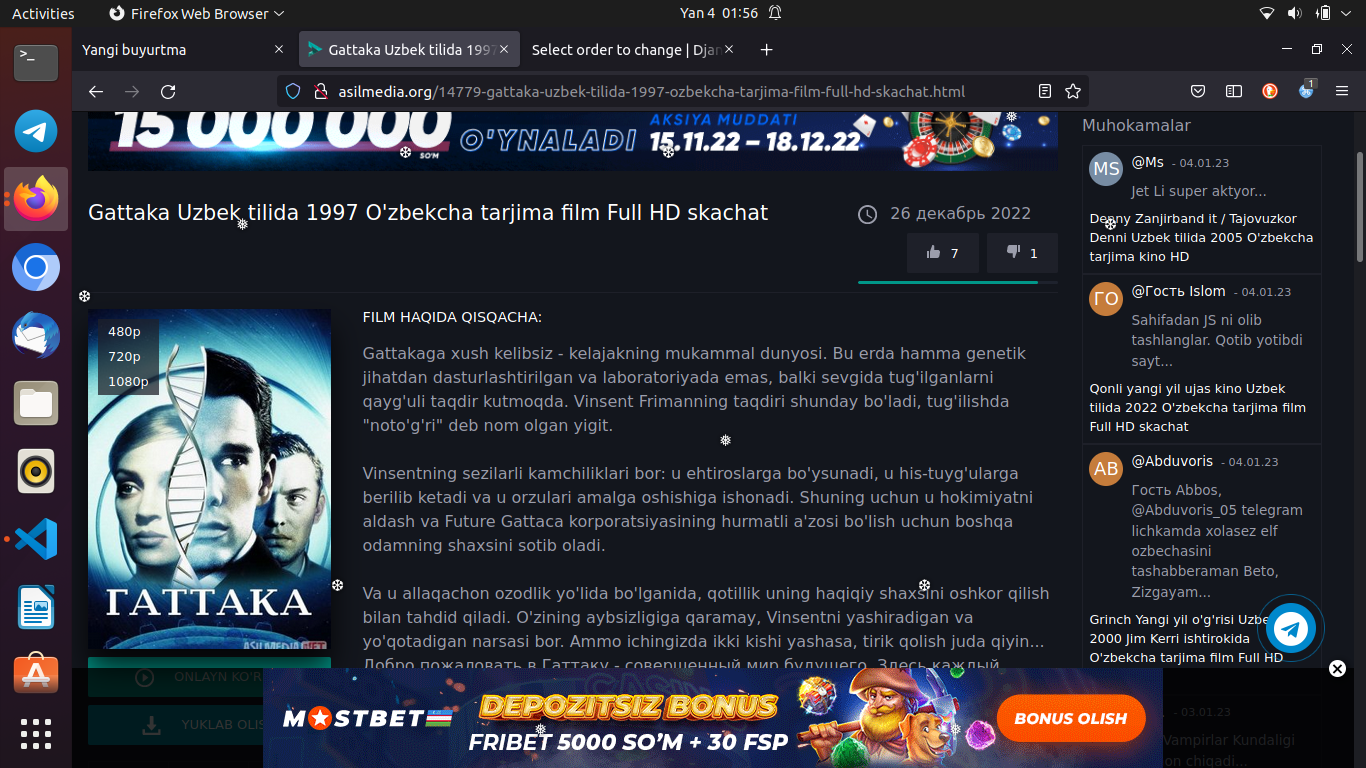 Activities
Firefox Web Browser
Yan 4 01:56
Yangi buyurtma
Gattaka Uzbek tilida 1997
Select order to change | Djan
asilmedia.org/14779-gattaka-uzbek-tilida-1997-ozbekcha-tarjima-film-full-hd-skachat.html
1
15 000 000
SO'M
O'YNALADI
AKSIYA MUDDATI
15.11.22 – 18.12.22
Gattaka Uzbek tilida 1997 O'zbekcha tarjima film Full HD skachat
26 декабрь 2022
7
1
480p
720p
1080p
ГАТТАКА
ASILMEDIA.NET
FILM HAQIDA QISQACHA:
Gattakaga xush kelibsiz - kelajakning mukammal dunyosi. Bu erda hamma genetik
jihatdan dasturlashtirilgan va laboratoriyada emas, balki sevgida tug'ilganlarni
qayg'uli taqdir kutmoqda. Vinsent Frimanning taqdiri shunday bo'ladi, tug'ilishda
"noto'g'ri" deb nom olgan yigit.
Vinsentning sezilarli kamchiliklari bor: u ehtiroslarga bo'ysunadi, u his-tuyg'ularga
berilib ketadi va u orzulari amalga oshishiga ishonadi. Shuning uchun u hokimiyatni
aldash va Future Gattaca korporatsiyasining hurmatli a'zosi bo'lish uchun boshqa
odamning shaxsini sotib oladi.
Va u allaqachon ozodlik yo'lida bo'lganida, qotillik uning haqiqiy shaxsini oshkor qilish
bilan tahdid qiladi. O'zining aybsizligiga qaramay, Vinsentni yashiradigan va
yo'qotadigan narsasi bor. Ammo ichingizda ikki kishi yashasa, tirik qolish juda qiyin...
Добро пожаловать в Гаттаку - совершенный мир будущего. Здесь каждый
ONLAYN KO'R
YUKLAB OLIS
Muhokamalar
MS
@Ms - 04.01.23
Jet Li super aktyor...
Denny Zanjirband it / Tajovuzkor
Denni Uzbek tilida 2005 O'zbekcha
tarjima kino HD
ГО
@Гость Islom - 04.01.23
Sahifadan JS ni olib
tashlanglar. Qotib yotibdi
sayt...
Qonli yangi yil ujas kino Uzbek
tilida 2022 O'zbekcha tarjima film
Full HD skachat
AB
@Abduvoris - 04.01.23
Гость Abbos,
@Abduvoris_05 telegram
lichkamda xolasez elf
ozbechasini
tashabberaman Beto,
Zizgayam...
Grinch Yangi yil o'g'risi Uzbe
2000 Jim Kerri ishtirokida
O'zbekcha tarjima film Full HD
- 03.01.23
Vampirlar Kundaligi
on chiqadi...
MOSTBET
DEPOZITSIZ BONUS
FRIBET 5000 SO'M + 30 FSP
BONUS OLISH